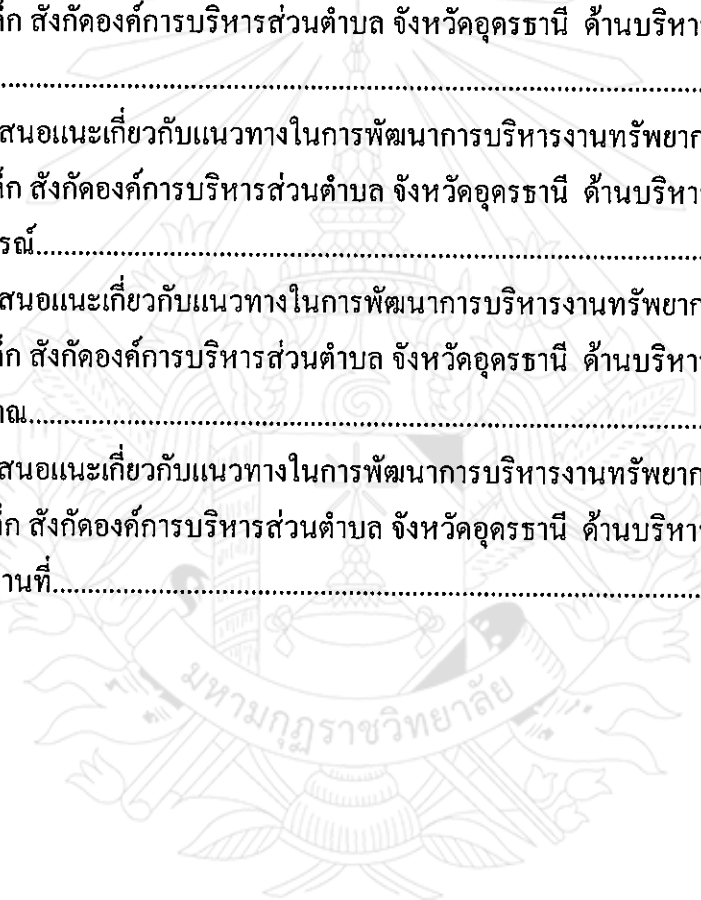 ก สังกัดองค์การบริหารส่วนตำบล จังหวัดอุดรธานี ด้านบริหา
................................................................................
สนอแนะเกี่ยวกับแนวทางในการพัฒนาการบริหารงานทรัพยาก
ก สังกัดองค์การบริหารส่วนตำบล จังหวัดอุดรธานี ด้านบริหา
รณ์................................................................................
สนอแนะเกี่ยวกับแนวทางในการพัฒนาการบริหารงานทรัพยาก
ก สังกัดองค์การบริหารส่วนตำบล จังหวัดอุดรธานี ด้านบริหา
าณ................................................................................
สนอแนะเกี่ยวกับแนวทางในการพัฒนาการบริหารงานทรัพยาก
ก สังกัดองค์การบริหารส่วนตำบล จังหวัดอุดรธานี ด้านบริหา
านที่................................................................................
มหามกุฏราชวิทยาลัย